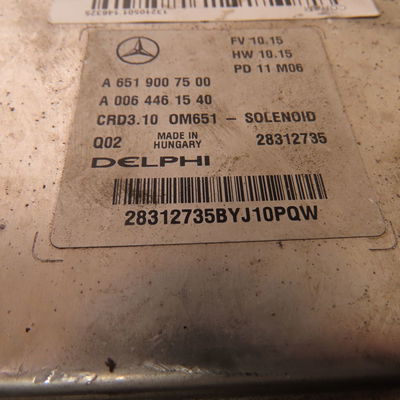 13210501146325
FV 10.15
HW 10.15
PD 11 M06
A 651 900 75 00
A 006 446 15 40
CRD3.10 OM651 - SOLENOID
Q02 MADE IN HUNGARY 28312735
DELPHI
28312735BYJ10PQW